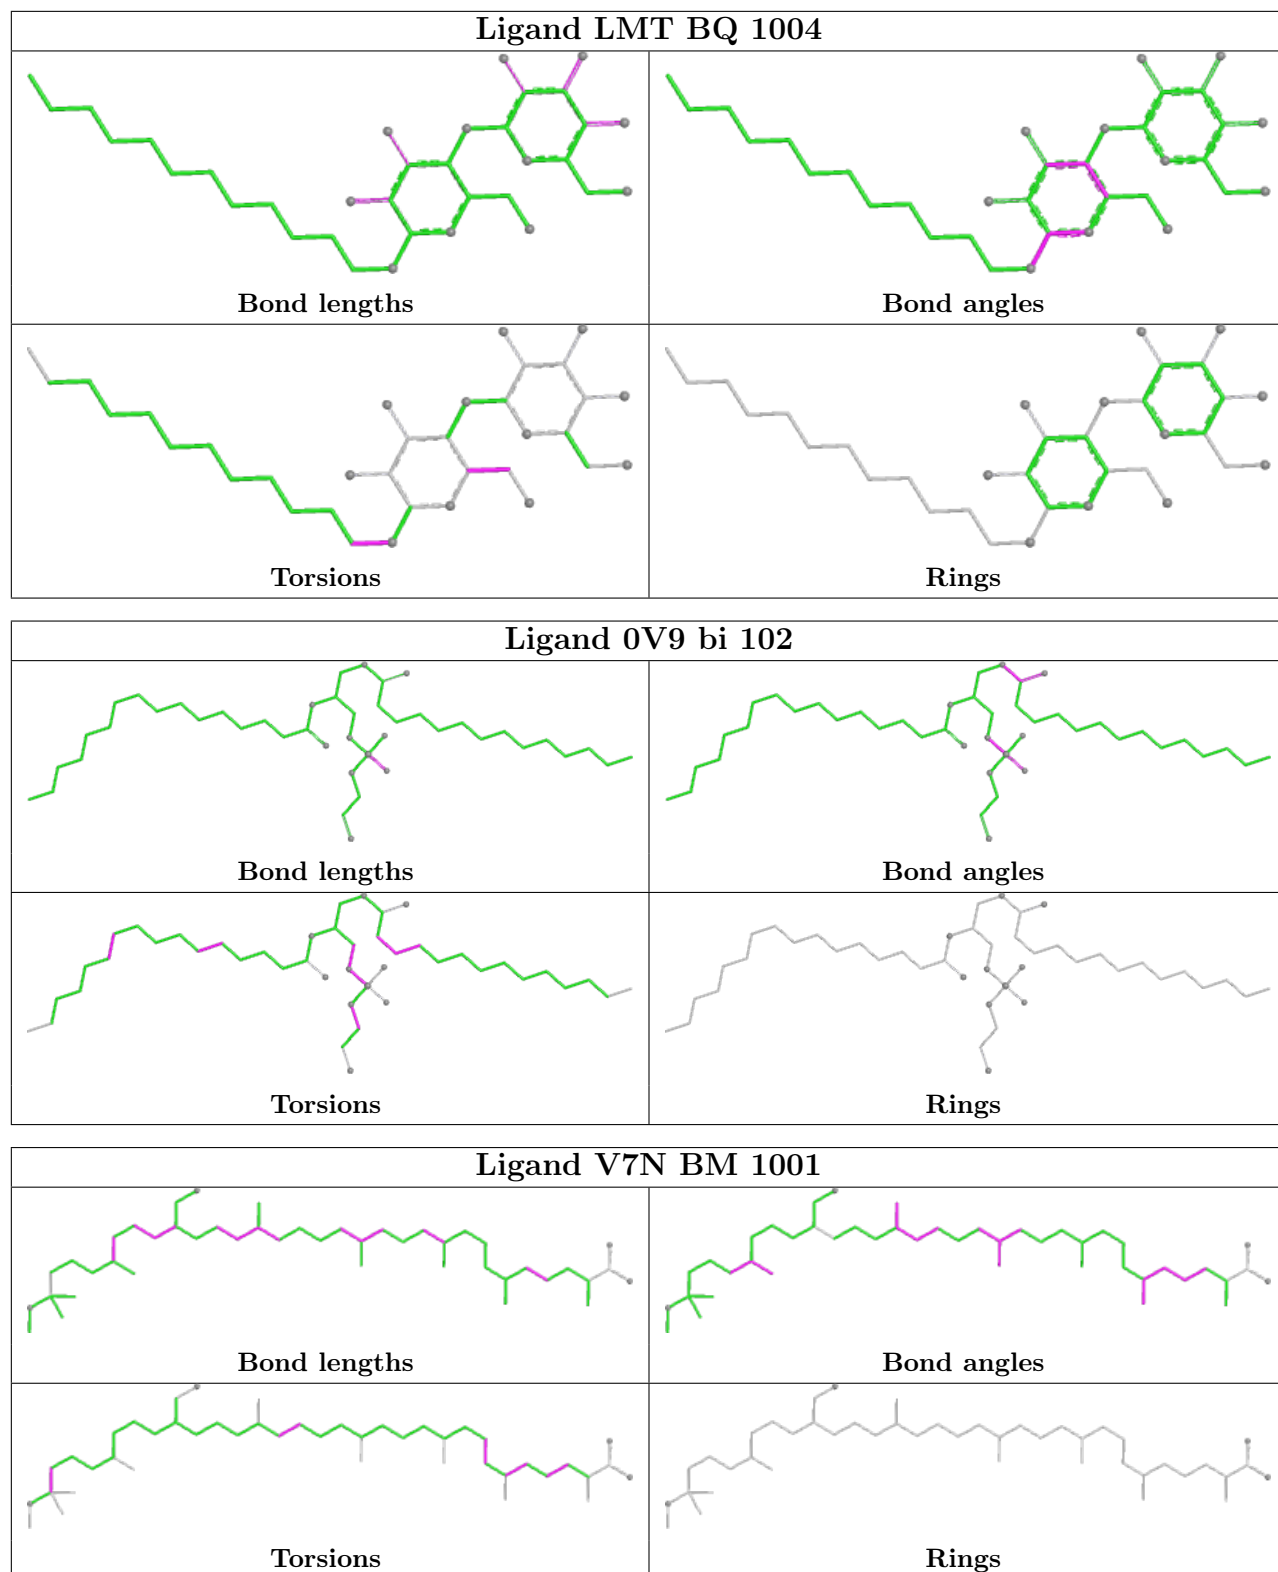 Ligand LMT BQ 1004
Bond lengths
Bond angles
Torsions
Rings
Ligand 0V9 bi 102
Bond lengths
Bond angles
Torsions
Rings
Ligand V7N BM 1001
Bond lengths
Bond angles
Torsions
Rings